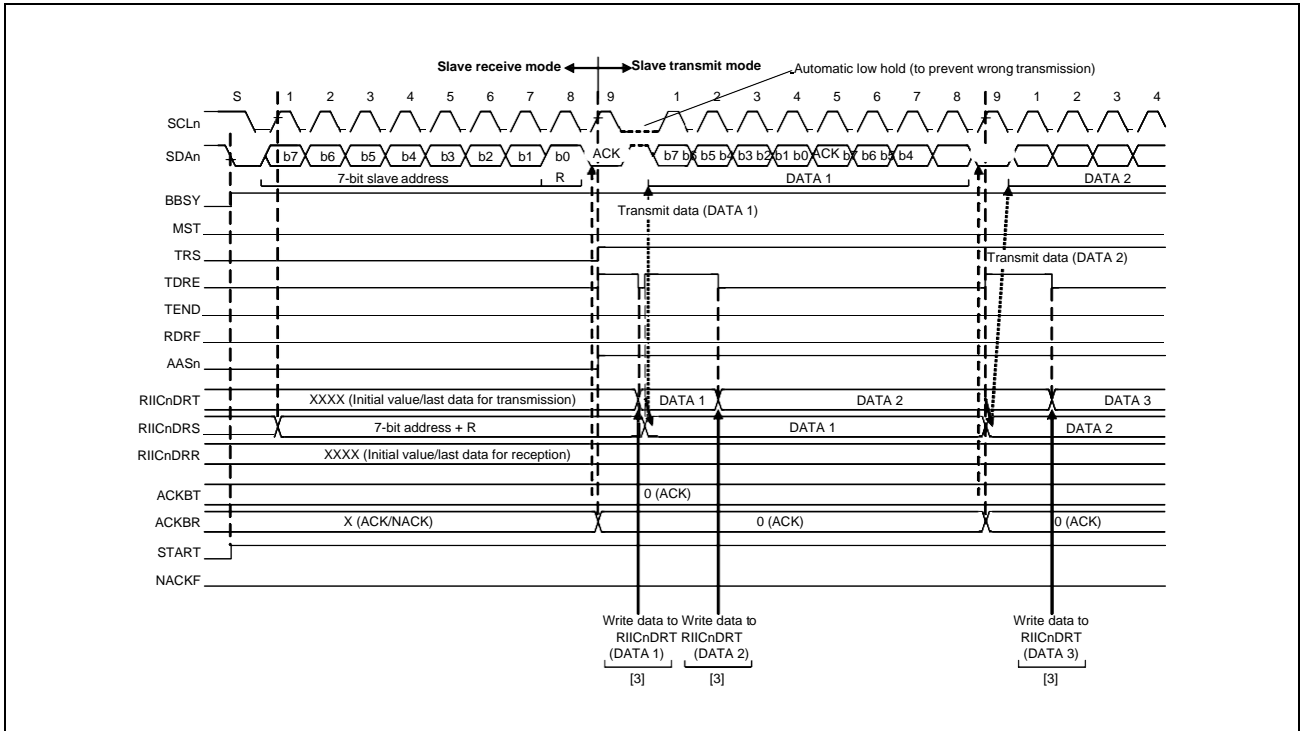 Slave receive mode Slave transmit mode
Automatic low hold (to prevent wrong transmission)
S 1 2 3 4 5 6 7 8 9 1 2 3 4 5 6 7 8 9 1 2 3 4
SCLn
SDAn b7 b6 b5 b4 b3 b2 b1 b0 ACK b7 b6 b5 b4 b3 b2 b1 b0 ACK b7 b6 b5 b4
7-bit slave address R DATA 1 DATA 2
BBSY
Transmit data (DATA 1)
MST
TRS
Transmit data (DATA 2)
TDRE
TEND
RDRF
AASn
RIICnDRT XXXX (Initial value/last data for transmission) DATA 1 DATA 2 DATA 3
RIICnDRS 7-bit address + R DATA 1 DATA 2
RIICnDRR XXXX (Initial value/last data for reception)
ACKBT 0 (ACK)
ACKBR X (ACK/NACK) 0 (ACK) 0 (ACK)
START
NACKF
Write data to Write data to Write data to
RIICnDRT RIICnDRT RIICnDRT
(DATA 1) (DATA 2) (DATA 3)
[3] [3] [3]